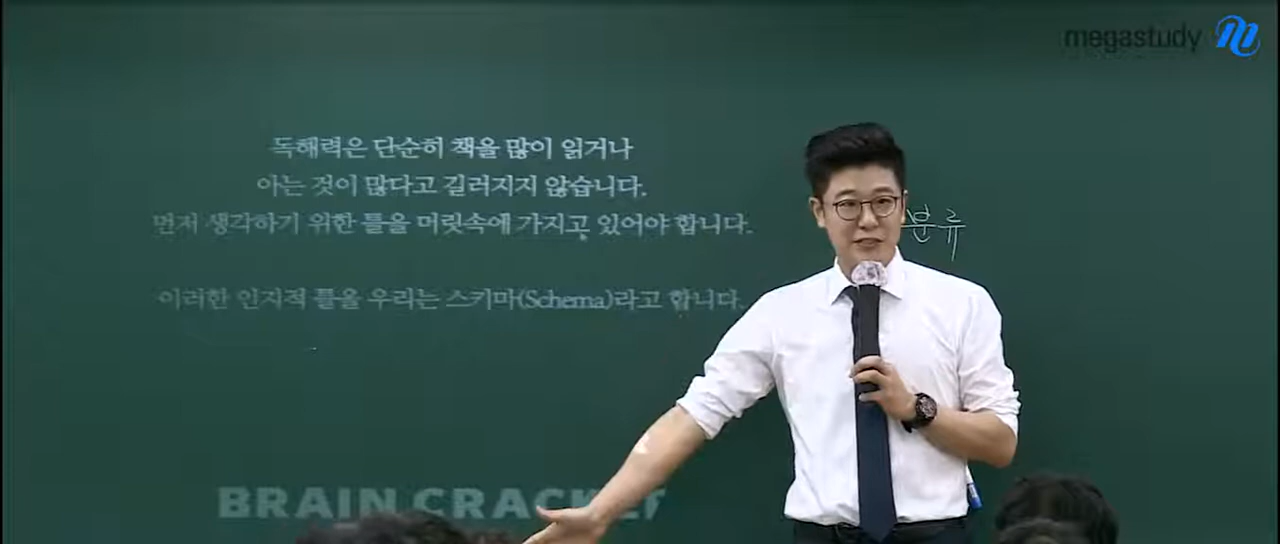 megastudy
독해력은 단순히 책을 많이 읽거나
아는 것이 많다고 길러지지 않습니다.
먼저 생각하기 위한 틀을 머릿속에 가지고 있어야 합니다.
분류
이러한 인지적 틀을 우리는 스키마(Schema)라고 합니다.
BRAIN CRACKER